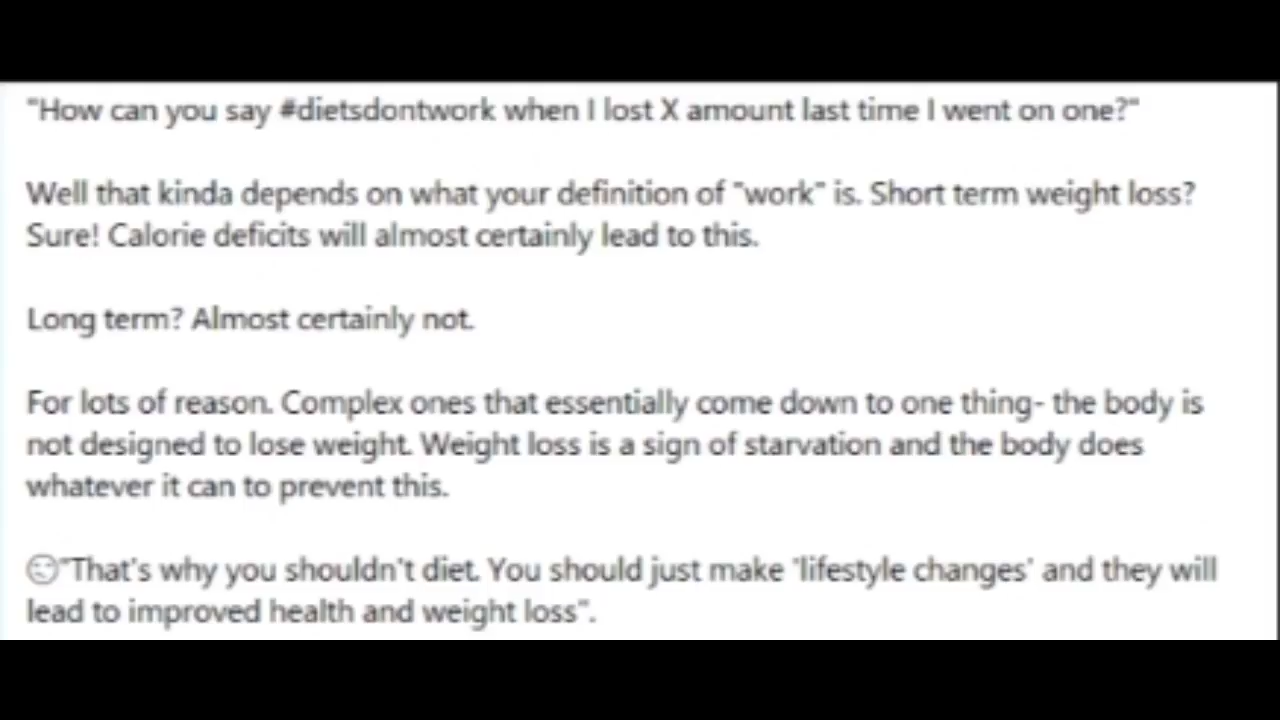 "How can you say #dietsdontwork when I lost X amount last time I went on one?"
Well that kinda depends on what your definition of "work" is. Short term weight loss?
Sure! Calorie deficits will almost certainly lead to this.
Long term? Almost certainly not.
For lots of reason. Complex ones that essentially come down to one thing- the body is
not designed to lose weight. Weight loss is a sign of starvation and the body does
whatever it can to prevent this.
😑"That's why you shouldn't diet. You should just make 'lifestyle changes' and they will
lead to improved health and weight loss".